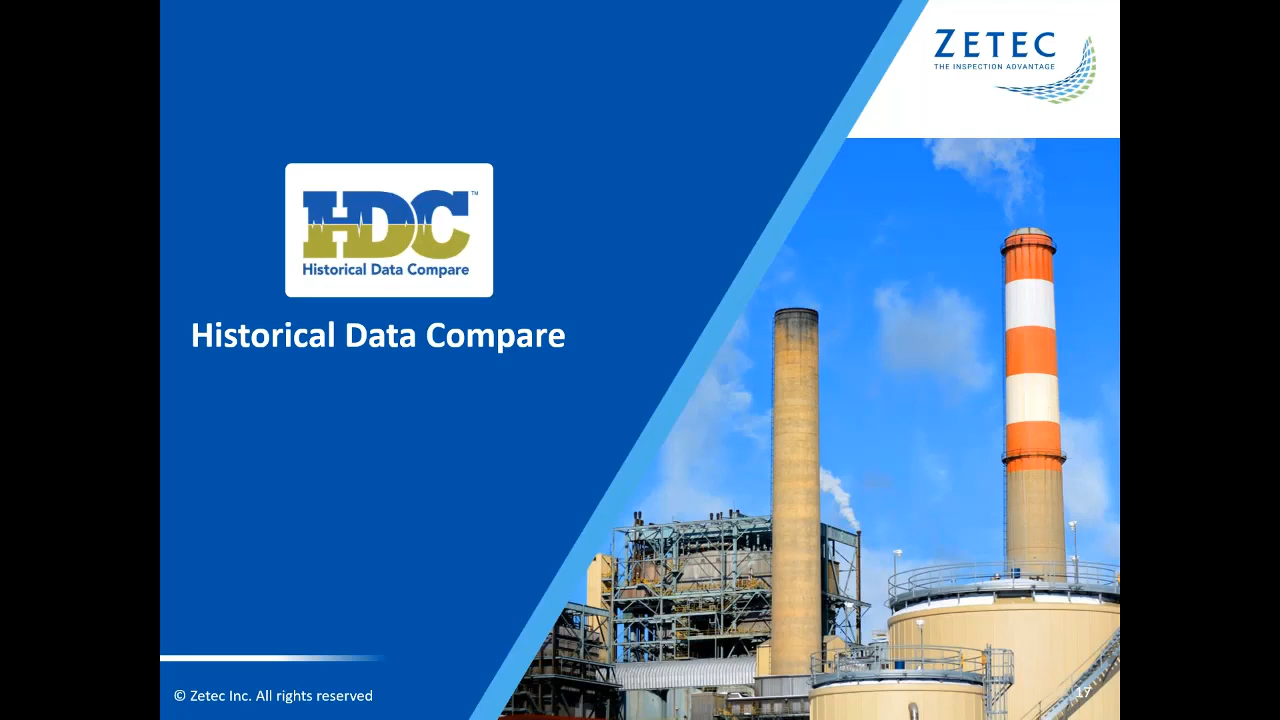 ZETEC
THE INSPECTION ADVANTAGE
HDC™
Historical Data Compare
Historical Data Compare
© Zetec Inc. All rights reserved
17